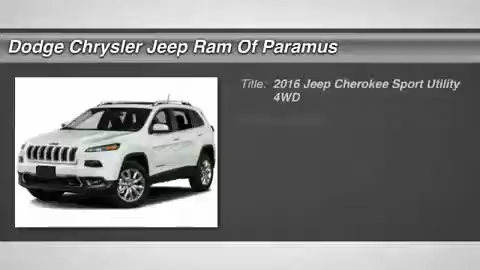 Dodge Chrysler Jeep Ram Of Paramus
Title: 2016 Jeep Cherokee Sport Utility
4WD